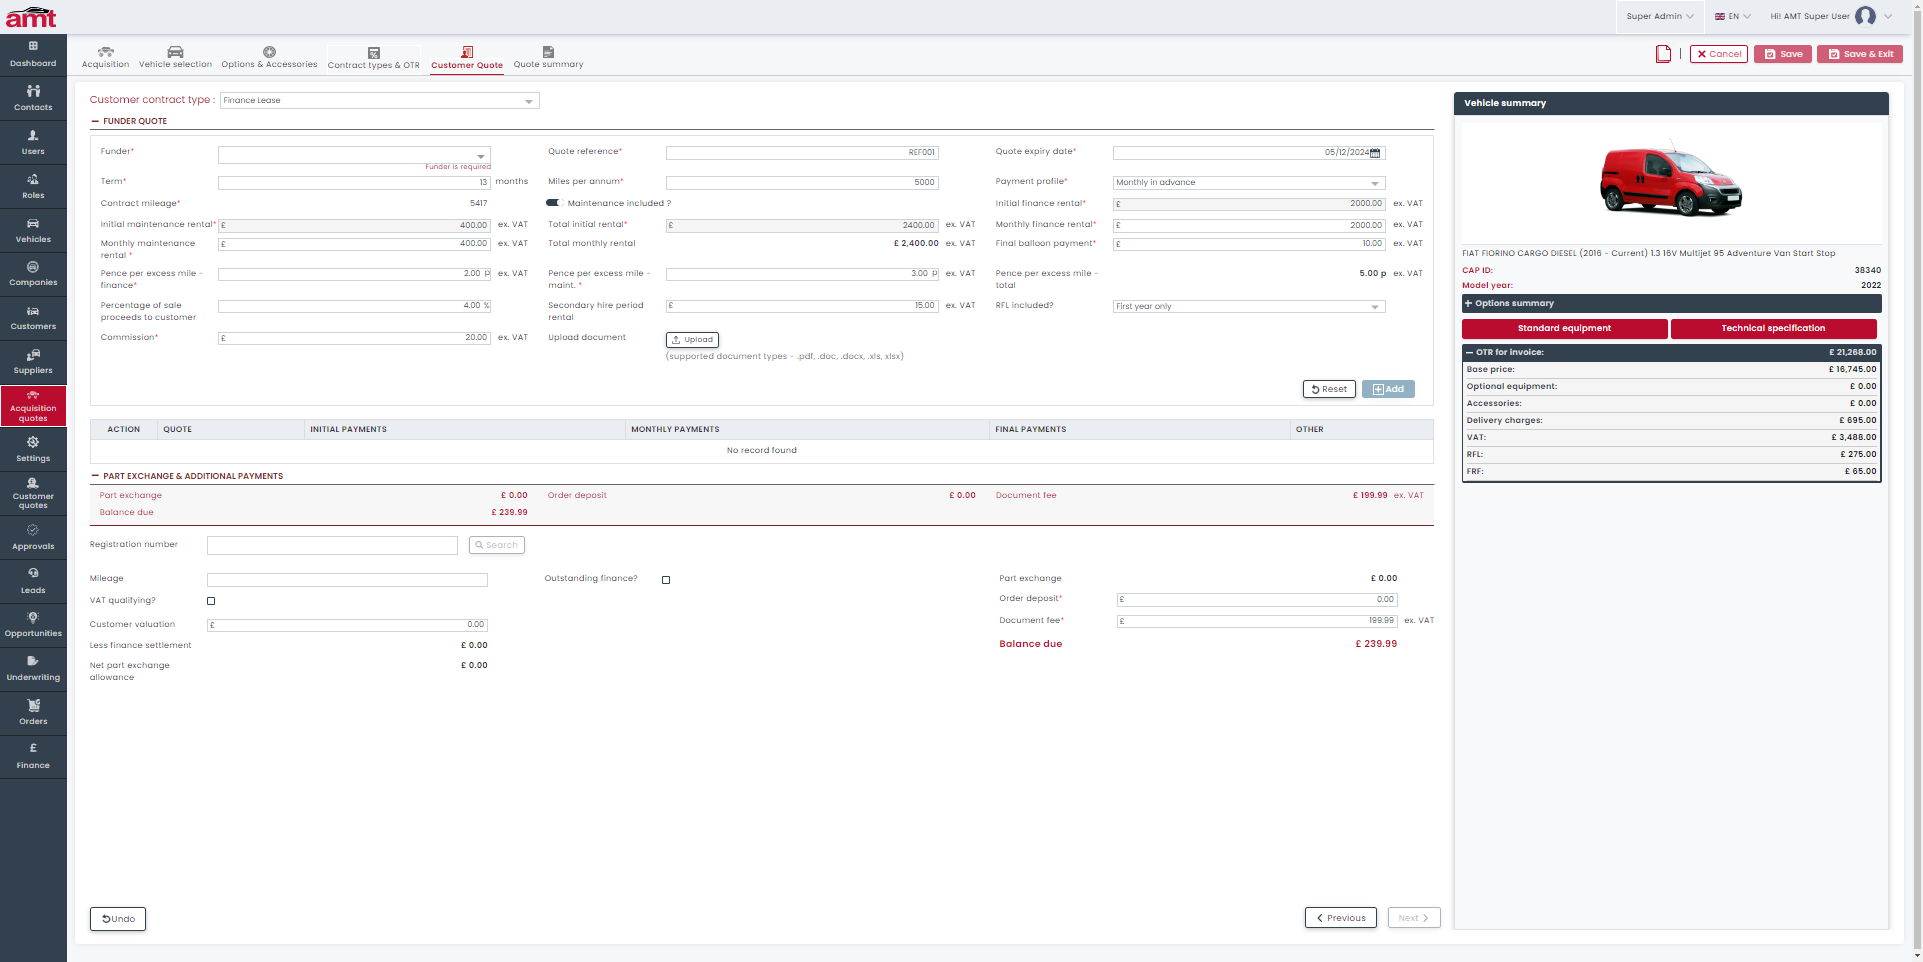 amt
Super Admin
EN
Hi! AMT Super User
Dashboard
Contacts
Users
Roles
Vehicles
Companies
Customers
Suppliers
Acquisition
quotes
Settings
Customer
quotes
Approvals
Leads
Opportunities
Underwriting
Orders
£
Finance
Acquisition
Vehicle selection
Options & Accessories
Contract types & OTR
Customer Quote
Quote summary
Cancel
Save
Save & Exit
Customer contract type :
Finance Lease
FUNDER QUOTE
Funder*
Funder is required
Quote reference*
REF001
Quote expiry date*
05/12/2024
Term*
13
months
Miles per annum*
5000
Payment profile*
Monthly in advance
Contract mileage*
5417
Maintenance included ?
Initial finance rental*
£
2000.00
ex. VAT
Initial maintenance rental*
£
400.00
ex. VAT
Total initial rental*
£
2400.00
ex. VAT
Monthly finance rental*
£
2000.00
ex. VAT
Monthly maintenance
rental *
£
400.00
ex. VAT
Total monthly rental
£ 2,400.00
ex. VAT
Final balloon payment*
£
10.00
ex. VAT
Pence per excess mile -
finance*
2.00 p
ex. VAT
Pence per excess mile -
maint. *
3.00 p
ex. VAT
Pence per excess mile -
total
5.00 p
ex. VAT
Percentage of sale
proceeds to customer
4.00 %
Secondary hire period
rental
£
15.00
ex. VAT
RFL included?
First year only
Commission*
£
20.00
ex. VAT
Upload document
Upload
(supported document types - .pdf, .doc, .docx, .xls, xlsx)
Reset
Add
ACTION
QUOTE
INITIAL PAYMENTS
MONTHLY PAYMENTS
FINAL PAYMENTS
OTHER
No record found
PART EXCHANGE & ADDITIONAL PAYMENTS
Part exchange
£ 0.00
Order deposit
£ 0.00
Document fee
£ 199.99
ex. VAT
Balance due
£ 239.99
Registration number
Search
Mileage
Outstanding finance?
Part exchange
£ 0.00
VAT qualifying?
Order deposit*
£
0.00
Customer valuation
£
0.00
Document fee*
£
199.99
ex. VAT
Less finance settlement
£ 0.00
Balance due
£ 239.99
Net part exchange
allowance
£ 0.00
Undo
Previous
Next
Vehicle summary
FIAT FIORINO CARGO DIESEL (2016 - Current) 1.3 16V Multijet 95 Adventure Van Start Stop
CAP ID:
38340
Model year:
2022
Options summary
Standard equipment
Technical specification
OTR for invoice:
£ 21,268.00
Base price:
£ 16,745.00
Optional equipment:
£ 0.00
Accessories:
£ 0.00
Delivery charges:
£ 695.00
VAT:
£ 3,488.00
RFL:
£ 275.00
FRF:
£ 65.00